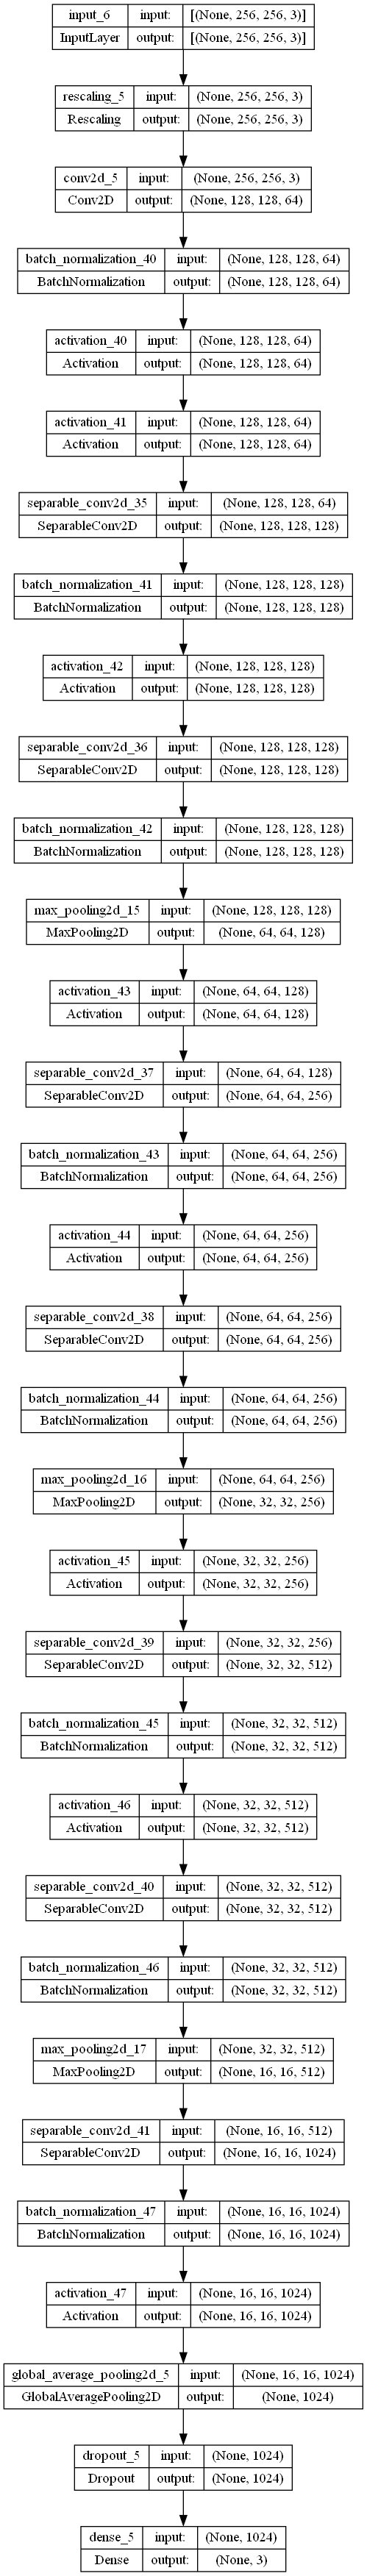 input_6 input: [(None, 256, 256, 3)]
InputLayer output: [(None, 256, 256, 3)]
rescaling_5 input: (None, 256, 256, 3)
Rescaling output: (None, 256, 256, 3)
conv2d_5 input: (None, 256, 256, 3)
Conv2D output: (None, 128, 128, 64)
batch_normalization_40 input: (None, 128, 128, 64)
BatchNormalization output: (None, 128, 128, 64)
activation_40 input: (None, 128, 128, 64)
Activation output: (None, 128, 128, 64)
activation_41 input: (None, 128, 128, 64)
Activation output: (None, 128, 128, 64)
separable_conv2d_35 input: (None, 128, 128, 64)
SeparableConv2D output: (None, 128, 128, 128)
batch_normalization_41 input: (None, 128, 128, 128)
BatchNormalization output: (None, 128, 128, 128)
activation_42 input: (None, 128, 128, 128)
Activation output: (None, 128, 128, 128)
separable_conv2d_36 input: (None, 128, 128, 128)
SeparableConv2D output: (None, 128, 128, 128)
batch_normalization_42 input: (None, 128, 128, 128)
BatchNormalization output: (None, 128, 128, 128)
max_pooling2d_15 input: (None, 128, 128, 128)
MaxPooling2D output: (None, 64, 64, 128)
activation_43 input: (None, 64, 64, 128)
Activation output: (None, 64, 64, 128)
separable_conv2d_37 input: (None, 64, 64, 128)
SeparableConv2D output: (None, 64, 64, 256)
batch_normalization_43 input: (None, 64, 64, 256)
BatchNormalization output: (None, 64, 64, 256)
activation_44 input: (None, 64, 64, 256)
Activation output: (None, 64, 64, 256)
separable_conv2d_38 input: (None, 64, 64, 256)
SeparableConv2D output: (None, 64, 64, 256)
batch_normalization_44 input: (None, 64, 64, 256)
BatchNormalization output: (None, 64, 64, 256)
max_pooling2d_16 input: (None, 64, 64, 256)
MaxPooling2D output: (None, 32, 32, 256)
activation_45 input: (None, 32, 32, 256)
Activation output: (None, 32, 32, 256)
separable_conv2d_39 input: (None, 32, 32, 256)
SeparableConv2D output: (None, 32, 32, 512)
batch_normalization_45 input: (None, 32, 32, 512)
BatchNormalization output: (None, 32, 32, 512)
activation_46 input: (None, 32, 32, 512)
Activation output: (None, 32, 32, 512)
separable_conv2d_40 input: (None, 32, 32, 512)
SeparableConv2D output: (None, 32, 32, 512)
batch_normalization_46 input: (None, 32, 32, 512)
BatchNormalization output: (None, 32, 32, 512)
max_pooling2d_17 input: (None, 32, 32, 512)
MaxPooling2D output: (None, 16, 16, 512)
separable_conv2d_41 input: (None, 16, 16, 512)
SeparableConv2D output: (None, 16, 16, 1024)
batch_normalization_47 input: (None, 16, 16, 1024)
BatchNormalization output: (None, 16, 16, 1024)
activation_47 input: (None, 16, 16, 1024)
Activation output: (None, 16, 16, 1024)
global_average_pooling2d_5 input: (None, 16, 16, 1024)
GlobalAveragePooling2D output: (None, 1024)
dropout_5 input: (None, 1024)
Dropout output: (None, 1024)
dense_5 input: (None, 1024)
Dense output: (None, 3)